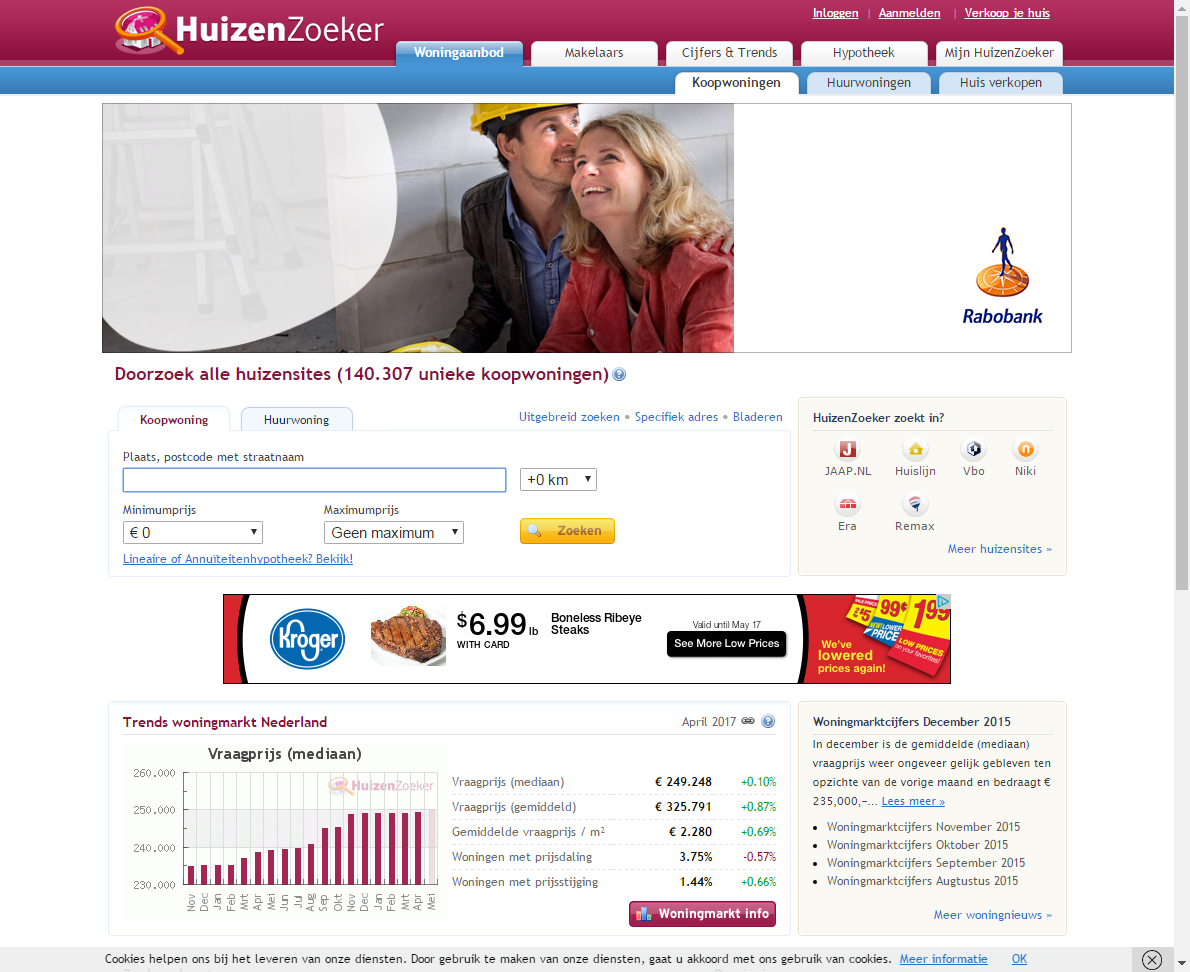 Inloggen | Aanmelden | Verkoop je huis
HuizenZoeker
Woningaanbod Makelaars Cijfers & Trends Hypotheek Mijn HuizenZoeker
Koopwoningen Huurwoningen Huis verkopen
Rabobank
Doorzoek alle huizensites (140.307 unieke koopwoningen)
Koopwoning Huurwoning
Uitgebreid zoeken • Specifiek adres • Bladeren
Plaats, postcode met straatnaam
+0 km
Minimumprijs Maximumprijs
€ 0 Geen maximum Zoeken
Lineaire of Annuïteitenhypotheek? Bekijk!
HuizenZoeker zoekt in?
JAAP.NL Huislijn Vbo Niki
Era Remax
Meer huizensites »
Kroger
$6.99 lb
WITH CARD
Boneless Ribeye
Steaks
Valid until May 17
See More Low Prices
We've
lowered
prices again!
$5 99¢ 199
NEW! LOWER
PRICE
LOW PRICES
on your favorites!
Trends woningmarkt Nederland
April 2017
Vraagprijs (mediaan)
HuizenZoeker
260.000
250.000
240.000
230.000
Nov Dec Jan Feb Mrt Apr Mei Jun Jul Aug Sep Okt Nov Dec Jan Feb Mrt Apr Mei
Vraagprijs (mediaan) € 249.248 +0.10%
Vraagprijs (gemiddeld) € 325.791 +0.87%
Gemiddelde vraagprijs / m² € 2.280 +0.69%
Woningen met prijsdaling 3.75% -0.57%
Woningen met prijsstijging 1.44% +0.66%
Woningmarkt info
Woningmarktcijfers December 2015
In december is de gemiddelde (mediaan)
vraagprijs weer ongeveer gelijk gebleven ten
opzichte van de vorige maand en bedraagt €
235,000,-... Lees meer »
• Woningmarktcijfers November 2015
• Woningmarktcijfers Oktober 2015
• Woningmarktcijfers September 2015
• Woningmarktcijfers Augtustus 2015
Meer woningnieuws »
Cookies helpen ons bij het leveren van onze diensten. Door gebruik te maken van onze diensten, gaat u akkoord met ons gebruik van cookies. Meer informatie OK